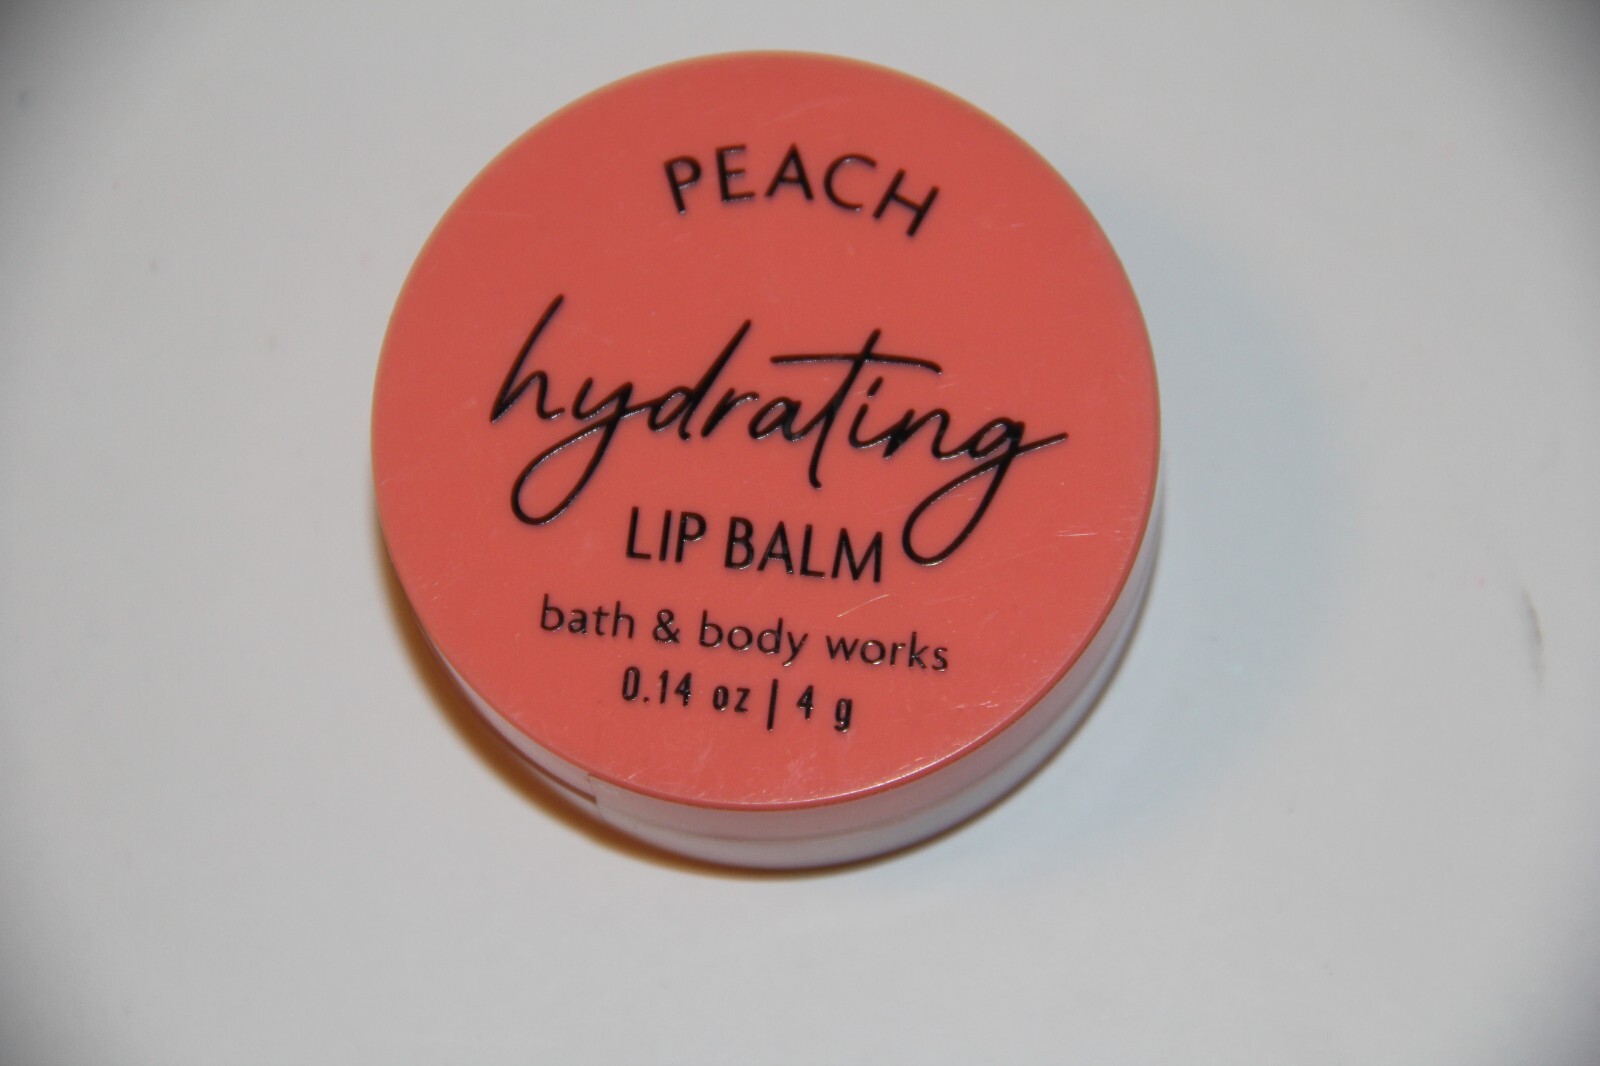 PEACH
hydrating
LIP BALM
bath & body works
0.14 oz | 4 g